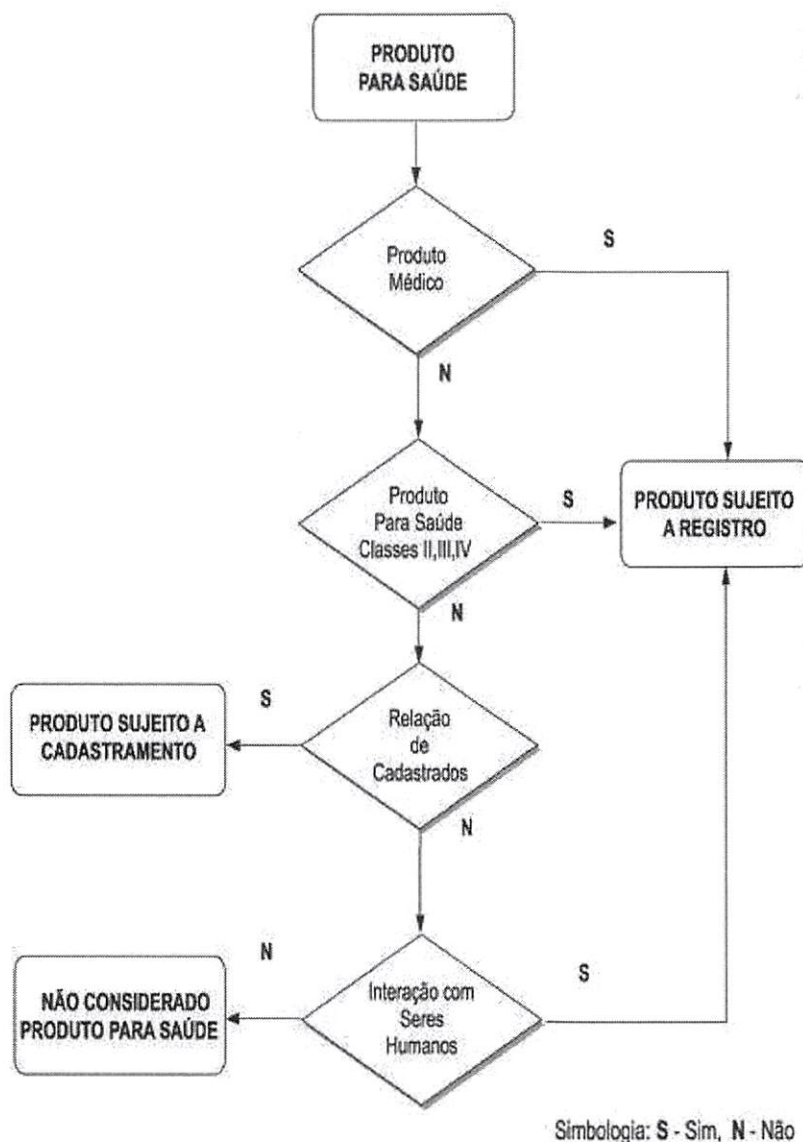 PRODUTO
PARA SAÚDE
Produto
Médico
S
N
Produto
Para Saúde
Classes II,III,IV
S
PRODUTO SUJEITO
A REGISTRO
N
PRODUTO SUJEITO A
CADASTRAMENTO
S
Relação
de
Cadastrados
N
NÃO CONSIDERADO
PRODUTO PARA SAÚDE
N
Interação com
Seres
Humanos
S
Simbologia: S - Sim, N - Não